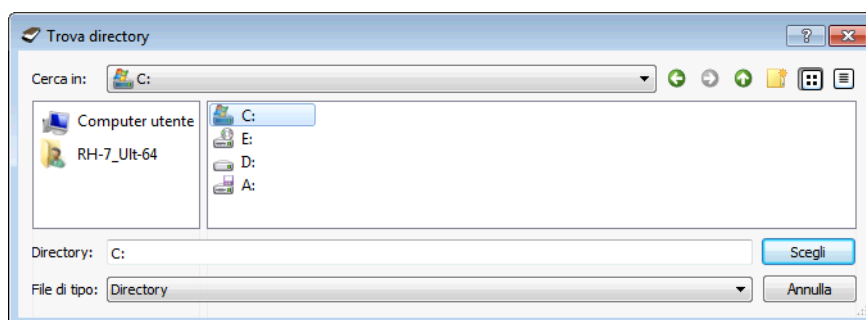 Trova directory
Cerca in: C:
Computer utente
RH-7_Ult-64
C:
E:
D:
A:
Directory: C: Scegli
File di tipo: Directory Annulla